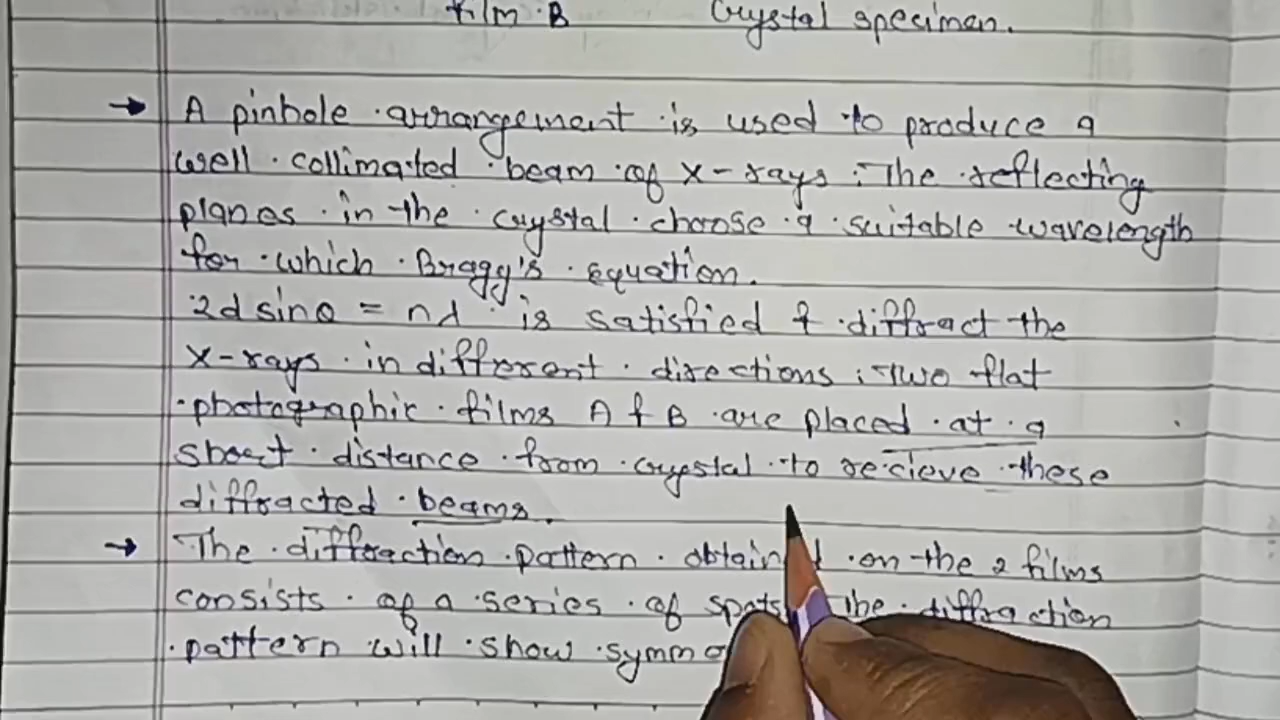 film B Crystal specimen.
→ A pinhole arrangement is used to produce a
well collimated beam of X-rays. The reflecting
planes in the crystal choose a suitable wavelength
for which Bragg's equation.
2d sinθ = nλ is satisfied & diffract the
X-rays in different directions. Two flat
photographic films A & B are placed at a
short distance from crystal to recieve these
diffracted beams.
→ The diffraction pattern obtained on the 2 films
consists of a series of spots. The diffraction
pattern will show